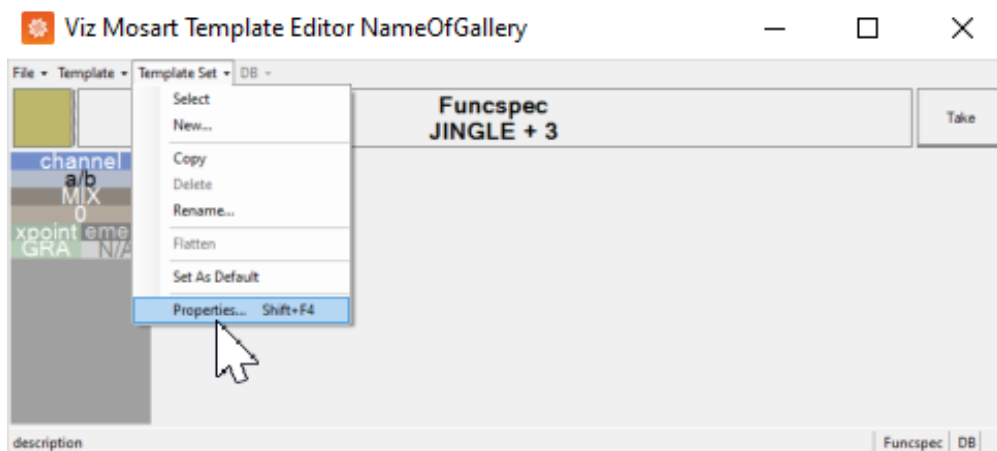 Viz Mosart Template Editor NameOfGallery
File Template Template Set DB
Select
New...
Copy
Delete
Rename...
Flatten
Set As Default
Properties... Shift+F4
Funcspec
JINGLE + 3
Take
channel
a/b
MIX
0
xpoint eme
GRA N/A
description
Funcspec DB